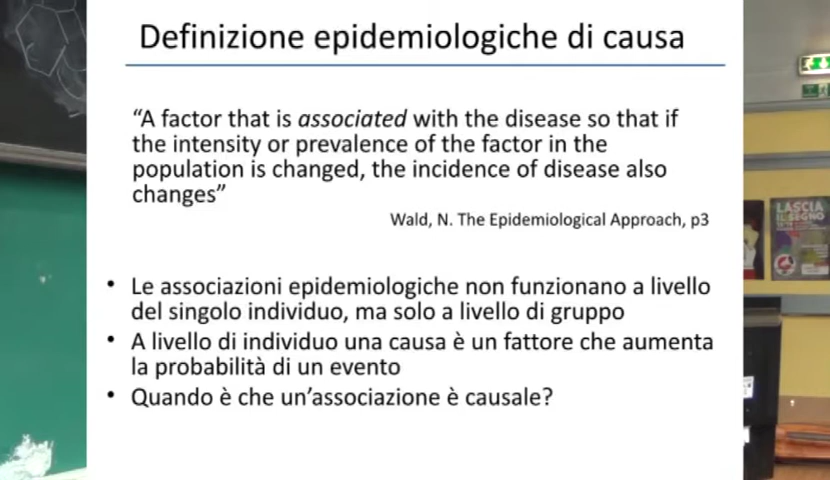 Definizione epidemiologiche di causa
“A factor that is associated with the disease so that if
the intensity or prevalence of the factor in the
population is changed, the incidence of disease also
changes”
Wald, N. The Epidemiological Approach, p3
• Le associazioni epidemiologiche non funzionano a livello
del singolo individuo, ma solo a livello di gruppo
• A livello di individuo una causa è un fattore che aumenta
la probabilità di un evento
• Quando è che un’associazione è causale?
LASCIA
IL SEGNO